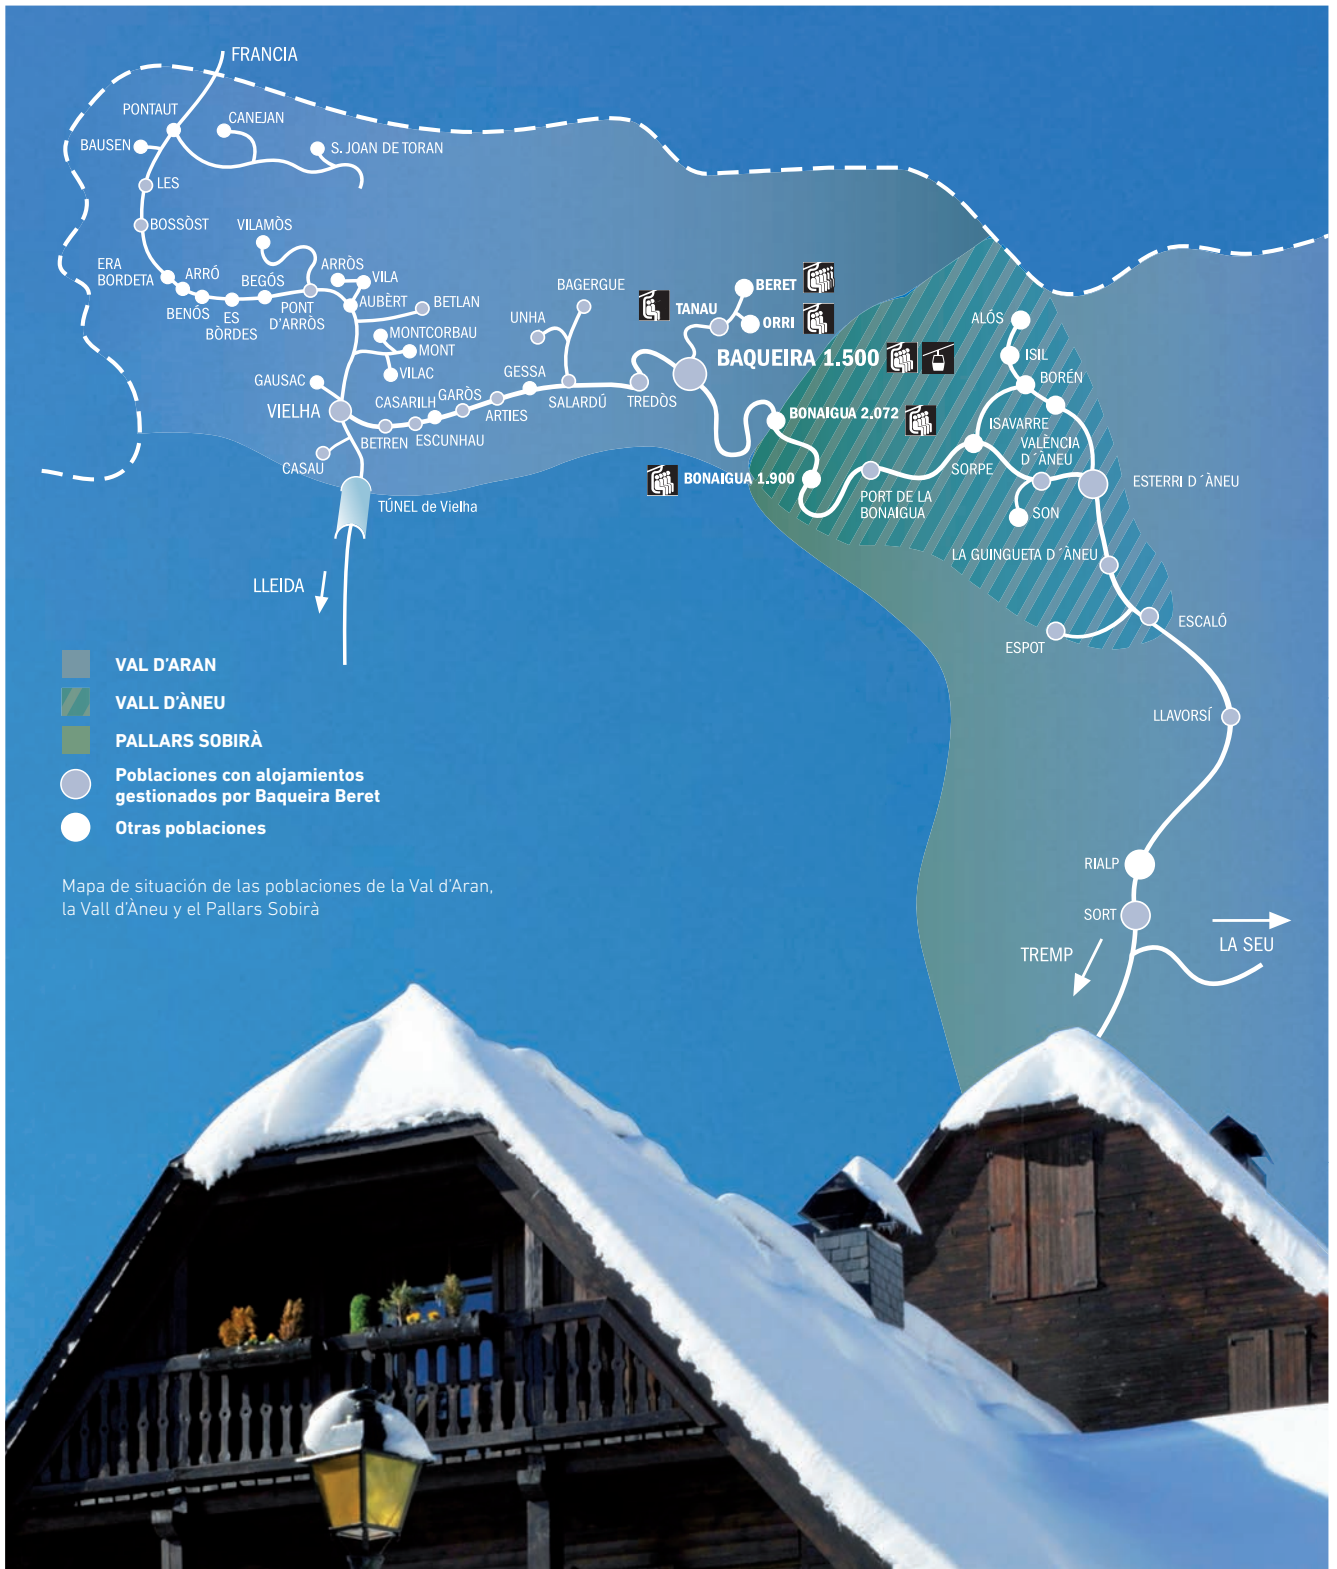 FRANCIA
PONTAUT
CANEJAN
BAUSEN
S. JOAN DE TORAN
LES
BOSSÒST
VILAMÒS
ERA
BORDETA
ARRÓ
BENÓS
ES
BÒRDES
BEGÓS
PONT
D'ARRÒS
ARRÒS
VILA
AUBÈRT
BETLAN
MONTCORBAU
MONT
VILAC
GAUSAC
VIELHA
CASAU
BETREN
CASARILH
ESCUNHAU
GARÒS
ARTIES
GESSA
UNHA
BAGERGUE
SALARDÚ
TREDÒS
TANAU
BERET
ORRI
BAQUEIRA 1.500
BONAIGUA 2.072
BONAIGUA 1.900
PORT DE LA
BONAIGUA
ALÓS
ISIL
BORÉN
ISAVARRE
SORPE
VALÈNCIA
D´ÀNEU
SON
ESTERRI D´ÀNEU
LA GUINGUETA D´ÀNEU
ESCALÓ
ESPOT
LLAVORSÍ
RIALP
SORT
TREMP
LA SEU
TÚNEL de Vielha
LLEIDA
VAL D'ARAN
VALL D'ÀNEU
PALLARS SOBIRÀ
Poblaciones con alojamientos
gestionados por Baqueira Beret
Otras poblaciones
Mapa de situación de las poblaciones de la Val d'Aran,
la Vall d'Àneu y el Pallars Sobirà